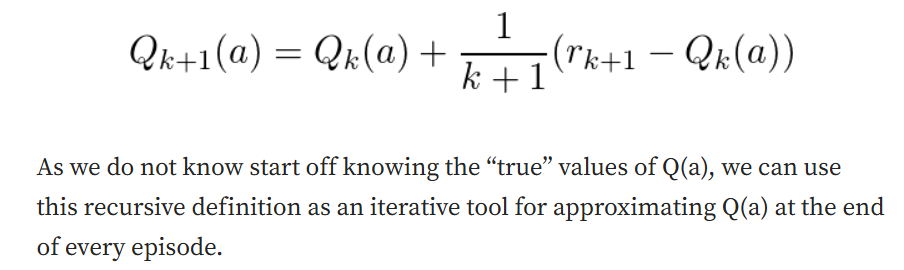 Q_{k+1}(a) = Q_k(a) + \frac{1}{k+1}(r_{k+1} − Q_k(a))
As we do not know start off knowing the “true” values of Q(a), we can use
this recursive definition as an iterative tool for approximating Q(a) at the end
of every episode.